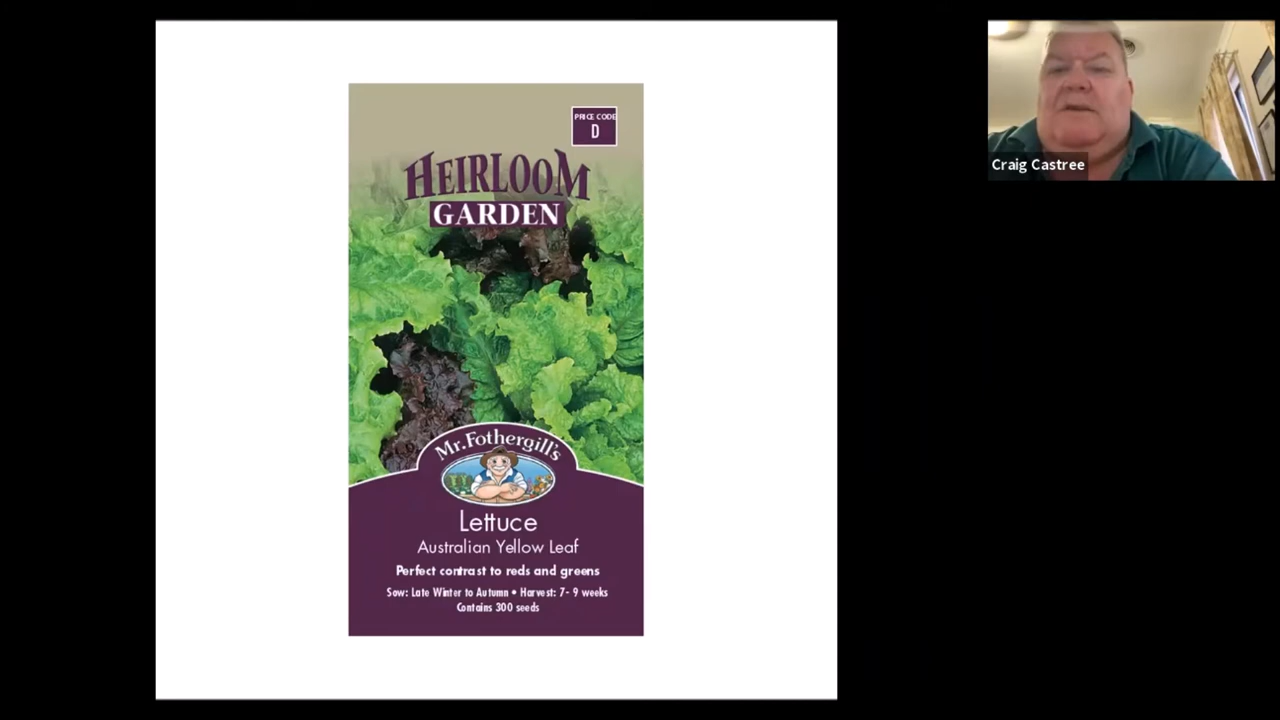 PRICE CODE
D
HEIRLOOM
GARDEN
Mr. Fothergill's
Lettuce
Australian Yellow Leaf
Perfect contrast to reds and greens
Sow: Late Winter to Autumn • Harvest: 7- 9 weeks
Contains 300 seeds
Craig Castree